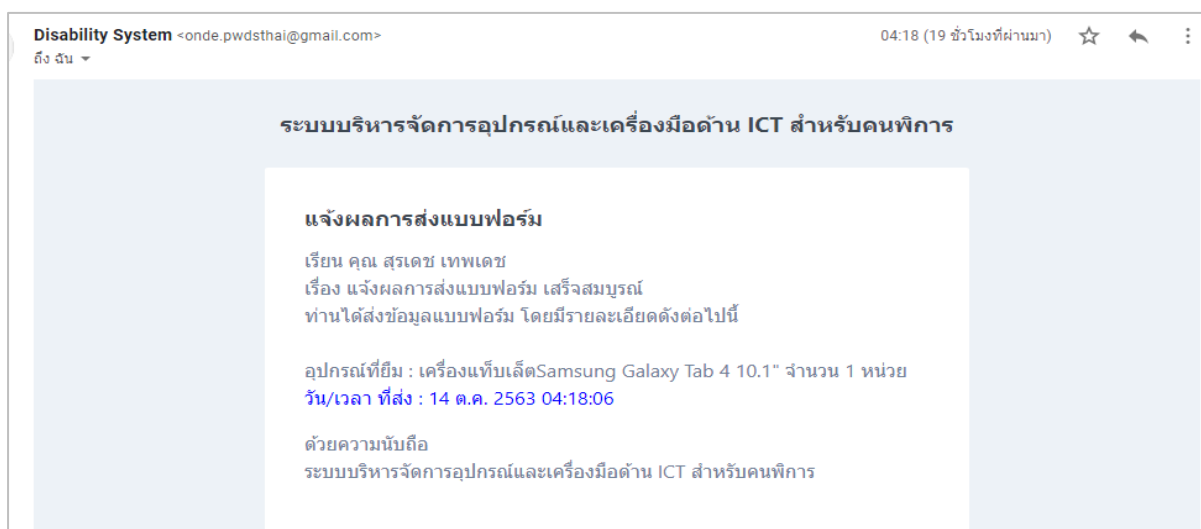 Disability System <onde.pwdsthai@gmail.com>
04:18 (19 ชั่วโมงที่ผ่านมา)
ถึง ฉัน
ระบบบริหารจัดการอุปกรณ์และเครื่องมือด้าน ICT สำหรับคนพิการ
แจ้งผลการส่งแบบฟอร์ม
เรียน คุณ สุรเดช เทพเดช
เรื่อง แจ้งผลการส่งแบบฟอร์ม เสร็จสมบูรณ์
ท่านได้ส่งข้อมูลแบบฟอร์ม โดยมีรายละเอียดดังต่อไปนี้
อุปกรณ์ที่ยืม : เครื่องแท็บเล็ตSamsung Galaxy Tab 4 10.1" จำนวน 1 หน่วย
วัน/เวลา ที่ส่ง : 14 ต.ค. 2563 04:18:06
ด้วยความนับถือ
ระบบบริหารจัดการอุปกรณ์และเครื่องมือด้าน ICT สำหรับคนพิการ